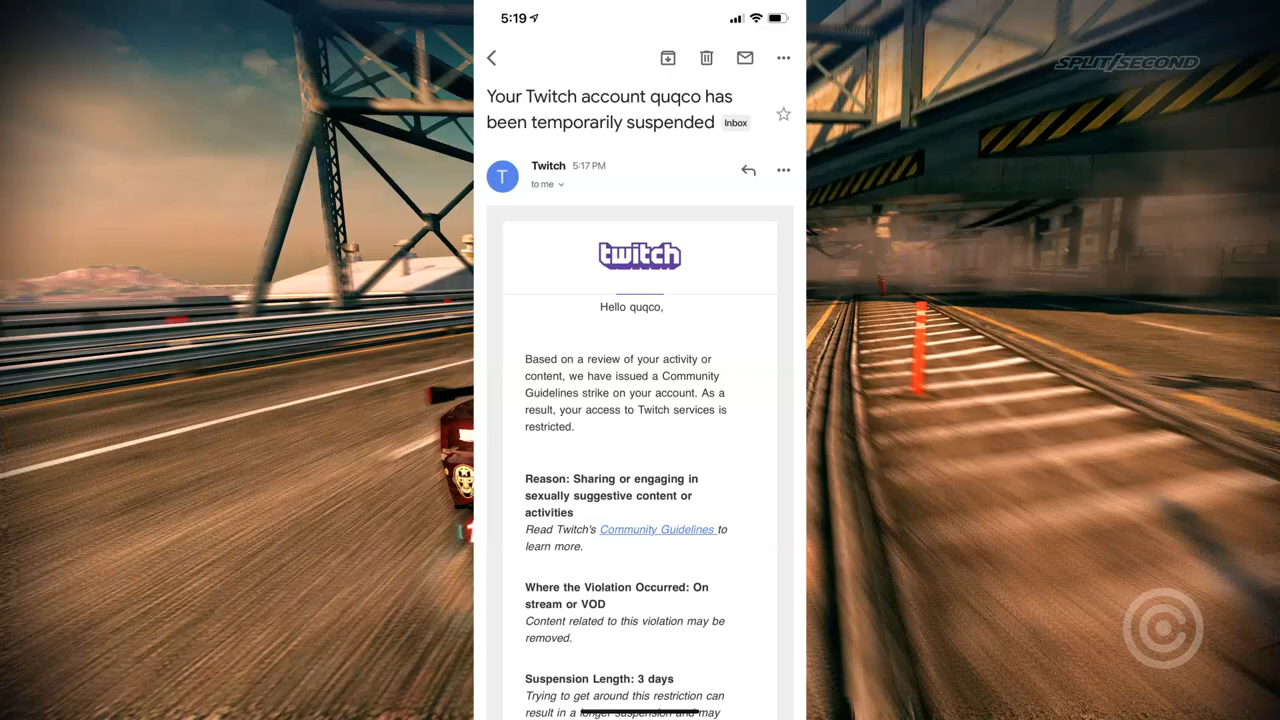 5:19
SPLIT/SECOND
Your Twitch account quqco has
been temporarily suspended Inbox
T
Twitch 5:17 PM
to me
twitch
Hello quqco,
Based on a review of your activity or
content, we have issued a Community
Guidelines strike on your account. As a
result, your access to Twitch services is
restricted.
Reason: Sharing or engaging in
sexually suggestive content or
activities
Read Twitch's Community Guidelines to
learn more.
Where the Violation Occurred: On
stream or VOD
Content related to this violation may be
removed.
Suspension Length: 3 days
Trying to get around this restriction can
result in a longer suspension and may